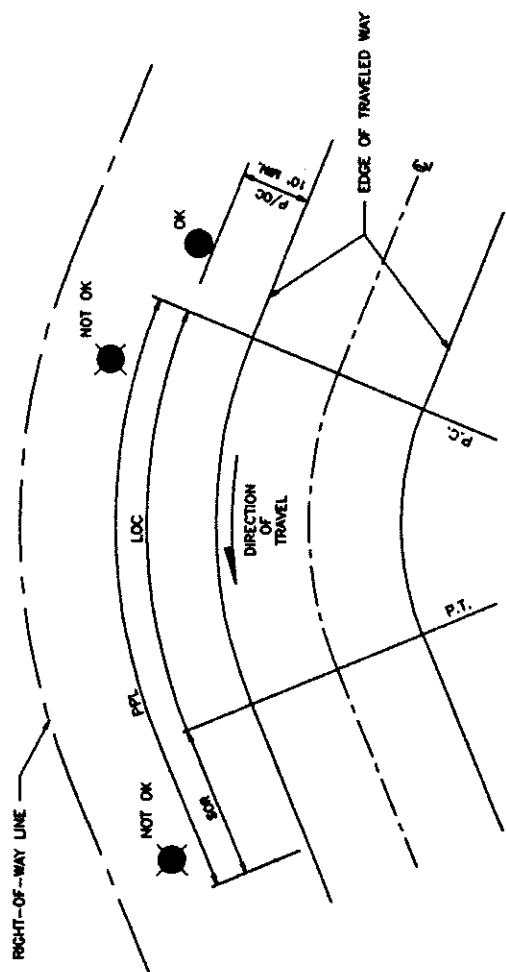 RIGHT-OF-WAY LINE
NOT OK
SOR
PPL
P.T.
LOC
DIRECTION
OF
TRAVEL
NOT OK
P.C.
OK
P/OC
10' MIN.
EDGE OF TRAVELED WAY